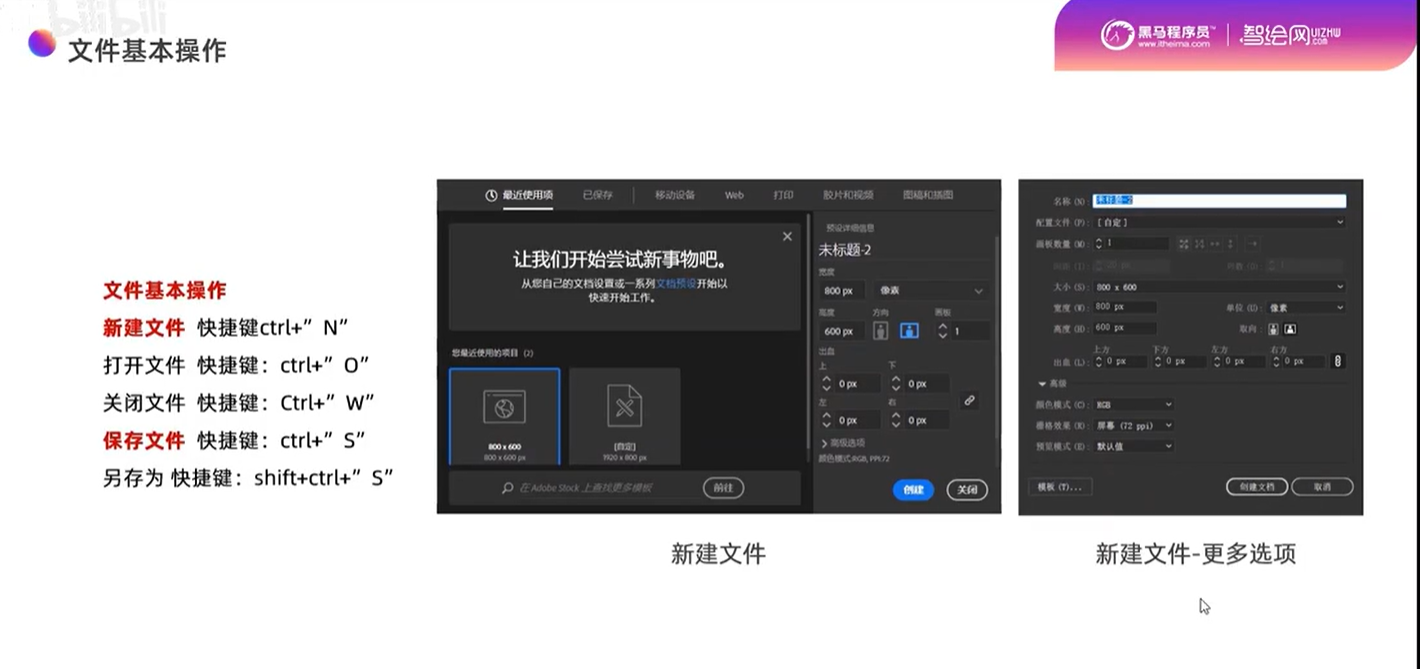 bilibili
文件基本操作
黑马程序员
www.itheima.com
智绘网
文件基本操作
新建文件 快捷键ctrl+”N”
打开文件 快捷键：ctrl+”O”
关闭文件 快捷键：Ctrl+”W”
保存文件 快捷键：ctrl+”S”
另存为 快捷键：shift+ctrl+”S”
最近使用项 已保存 移动设备 Web 打印 胶片和视频 图稿和插图
让我们开始尝试新事物吧。
从您自己的文档设置或一系列文档预设开始以
快速开始工作。
您最近使用的项目 (2)
800 x 600
800 x 600 px
[自定]
1920 x 800 px
在 Adobe Stock 上查找更多模板
前往
预设详细信息
未标题-2
宽度
800 px 像素
高度 方向 画板
600 px 1
出血
上 下
0 px 0 px
左 右
0 px 0 px
高级选项
颜色模式:RGB, PPI:72
创建 关闭
名称 (N): 未标题-2
配置文件 (P): [自定]
画板数量 (M): 1
大小 (S): 800 x 600
宽度 (W): 800 px 单位 (U): 像素
高度 (H): 600 px 取向:
上方 下方 左方 右方
出血 (L): 0 px 0 px 0 px 0 px
高级
颜色模式 (C): RGB
栅格效果 (R): 屏幕 (72 ppi)
预览模式 (E): 默认值
模板 (T)... 创建文档 取消
新建文件
新建文件-更多选项